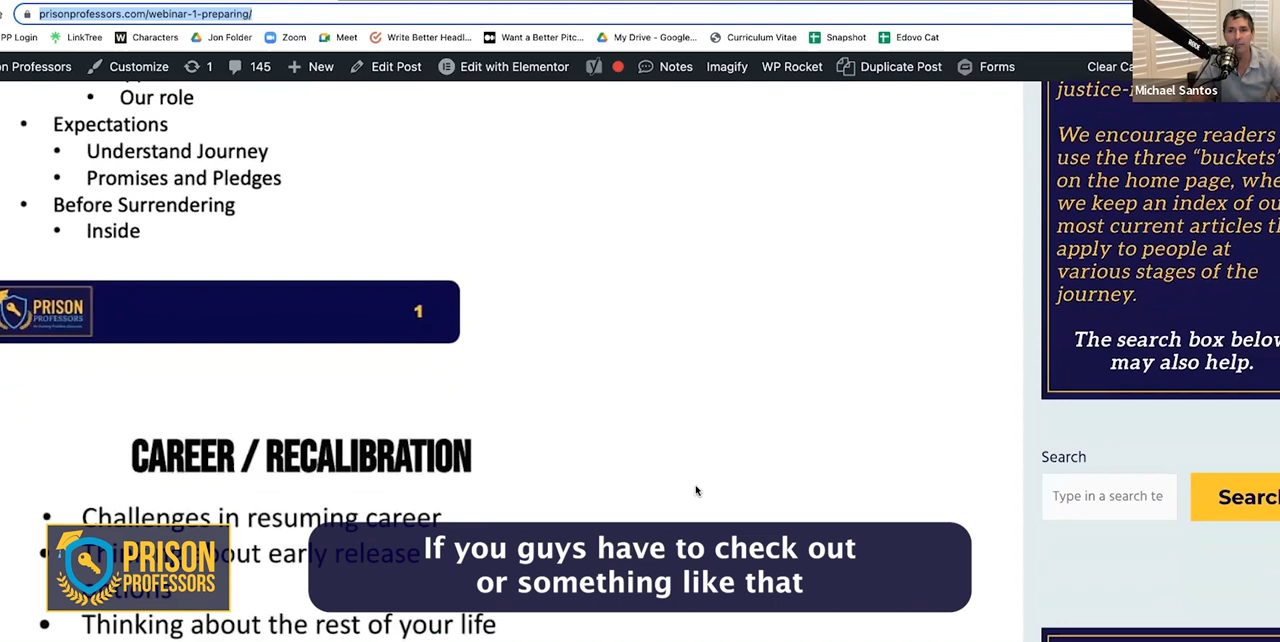 prisonprofessors.com/webinar-1-preparing/
PP Login LinkTree Characters Jon Folder Zoom Meet Write Better Headl... Want a Better Pitc... My Drive - Google... Curriculum Vitae Snapshot Edovo Cat
on Professors Customize 1 145 New Edit Post Edit with Elementor Notes Imagify WP Rocket Duplicate Post Forms Clear Ca
Michael Santos
• Our role
• Expectations
• Understand Journey
• Promises and Pledges
• Before Surrendering
• Inside
PRISON
PROFESSORS
1
CAREER / RECALIBRATION
• Challenges in resuming career
about early release
• Thinking about the rest of your life
PRISON
PROFESSORS
If you guys have to check out
or something like that
justice-i
We encourage readers
use the three “buckets”
on the home page, whe
we keep an index of ou
most current articles t
apply to people at
various stages of the
journey.
The search box below
may also help.
Search
Type in a search te
Searc